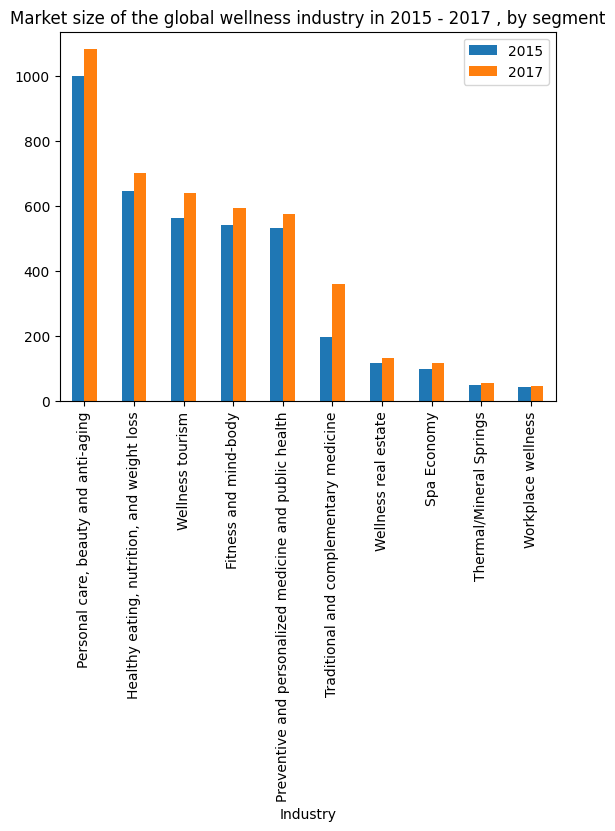 Market size of the global wellness industry in 2015 - 2017 , by segment
2015
2017
1000
800
600
400
200
0
Personal care, beauty and anti-aging
Healthy eating, nutrition, and weight loss
Wellness tourism
Fitness and mind-body
Preventive and personalized medicine and public health
Traditional and complementary medicine
Wellness real estate
Spa Economy
Thermal/Mineral Springs
Workplace wellness
Industry